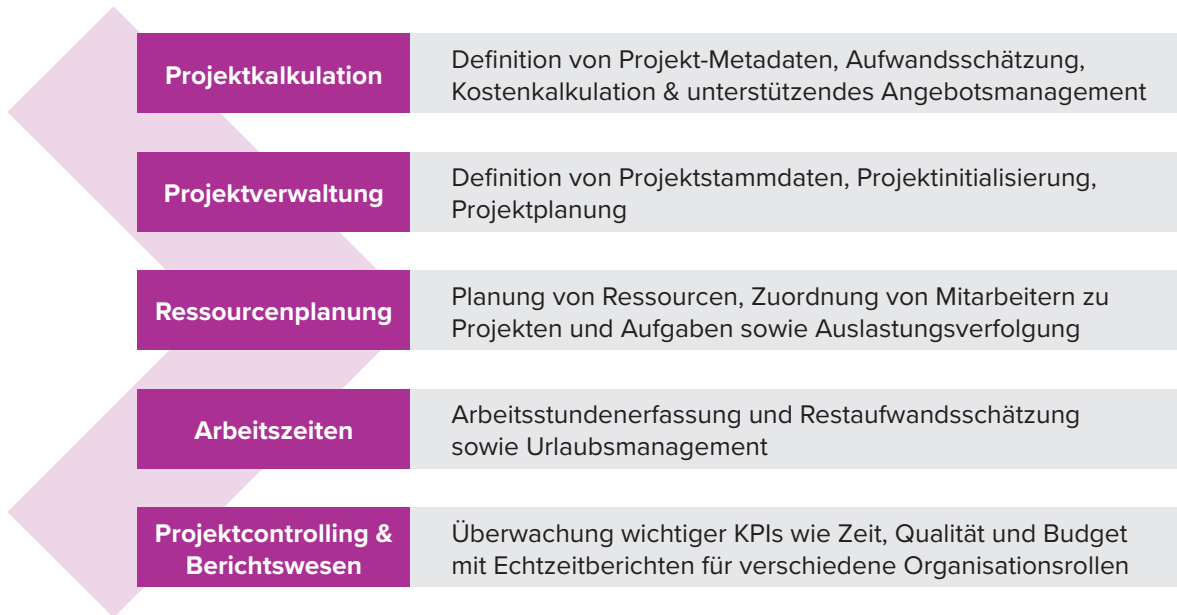 Projektkalkulation
Definition von Projekt-Metadaten, Aufwandsschätzung,
Kostenkalkulation & unterstützendes Angebotsmanagement
Projektverwaltung
Definition von Projektstammdaten, Projektinitialisierung,
Projektplanung
Ressourcenplanung
Planung von Ressourcen, Zuordnung von Mitarbeitern zu
Projekten und Aufgaben sowie Auslastungsverfolgung
Arbeitszeiten
Arbeitsstundenerfassung und Restaufwandsschätzung
sowie Urlaubsmanagement
Projektcontrolling &
Berichtswesen
Überwachung wichtiger KPIs wie Zeit, Qualität und Budget
mit Echtzeitberichten für verschiedene Organisationsrollen